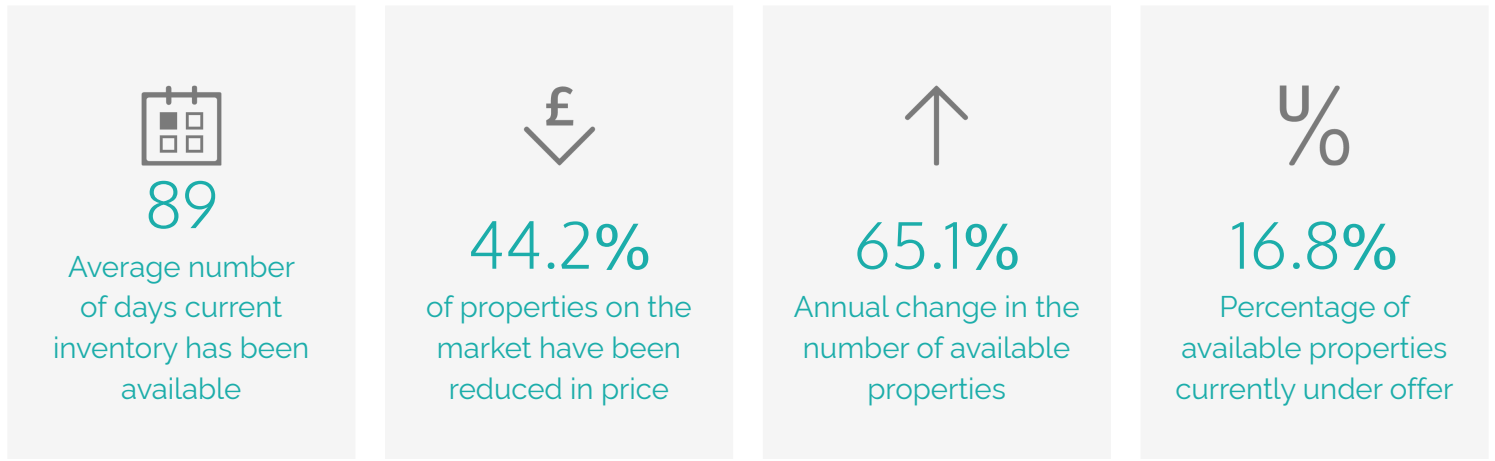 89
Average number
of days current
inventory has been
available
£
44.2%
of properties on the
market have been
reduced in price
65.1%
Annual change in the
number of available
properties
U/O
16.8%
Percentage of
available properties
currently under offer